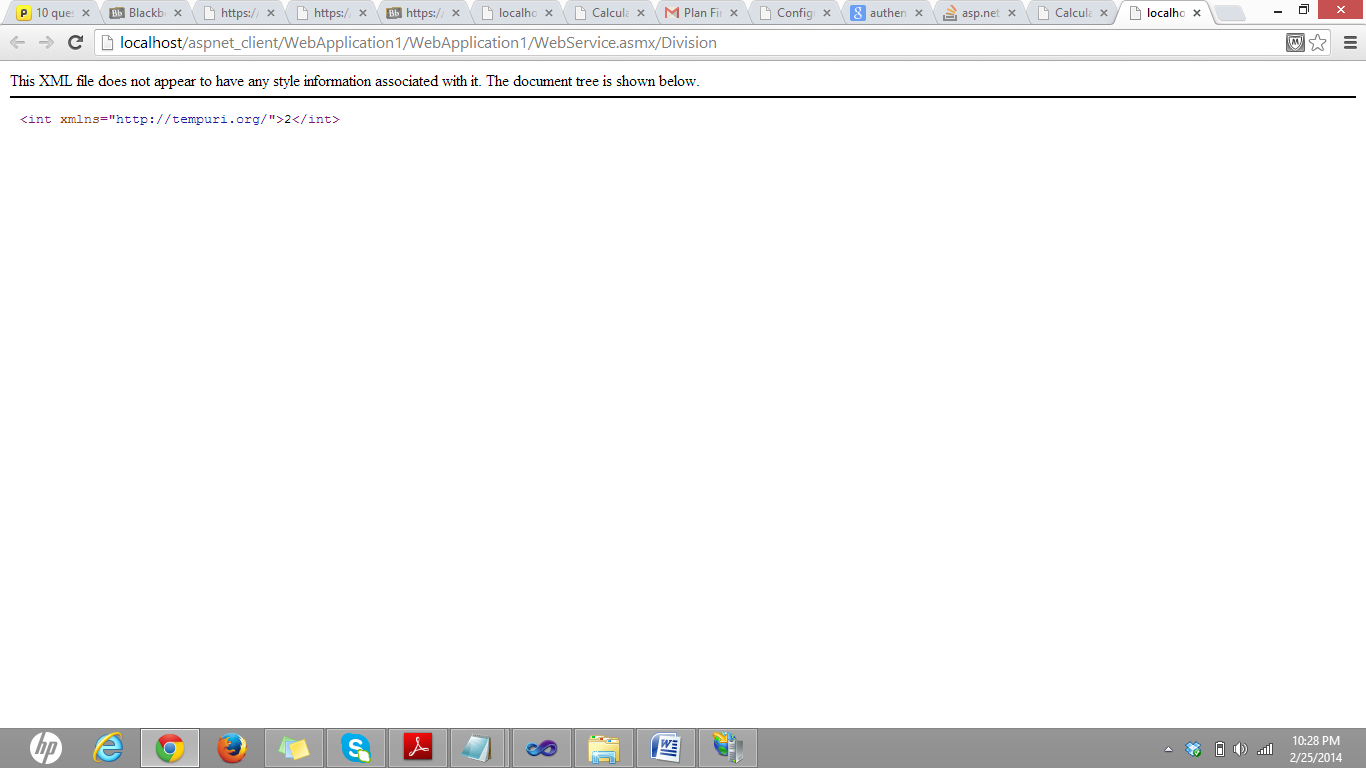 10 ques
Blackb
https:/
https:/
https:/
localho
Calcula
Plan Fir
Config
authen
asp.net
Calcula
localho
localhost/aspnet_client/WebApplication1/WebApplication1/WebService.asmx/Division
This XML file does not appear to have any style information associated with it. The document tree is shown below.
<int xmlns="http://tempuri.org/">2</int>
10:28 PM
2/25/2014